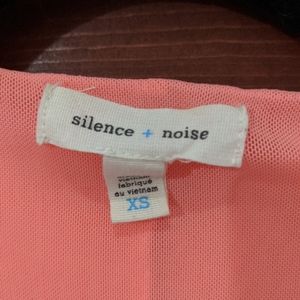 silence + noise
vietnam
fabriqué
au vietnam
XS